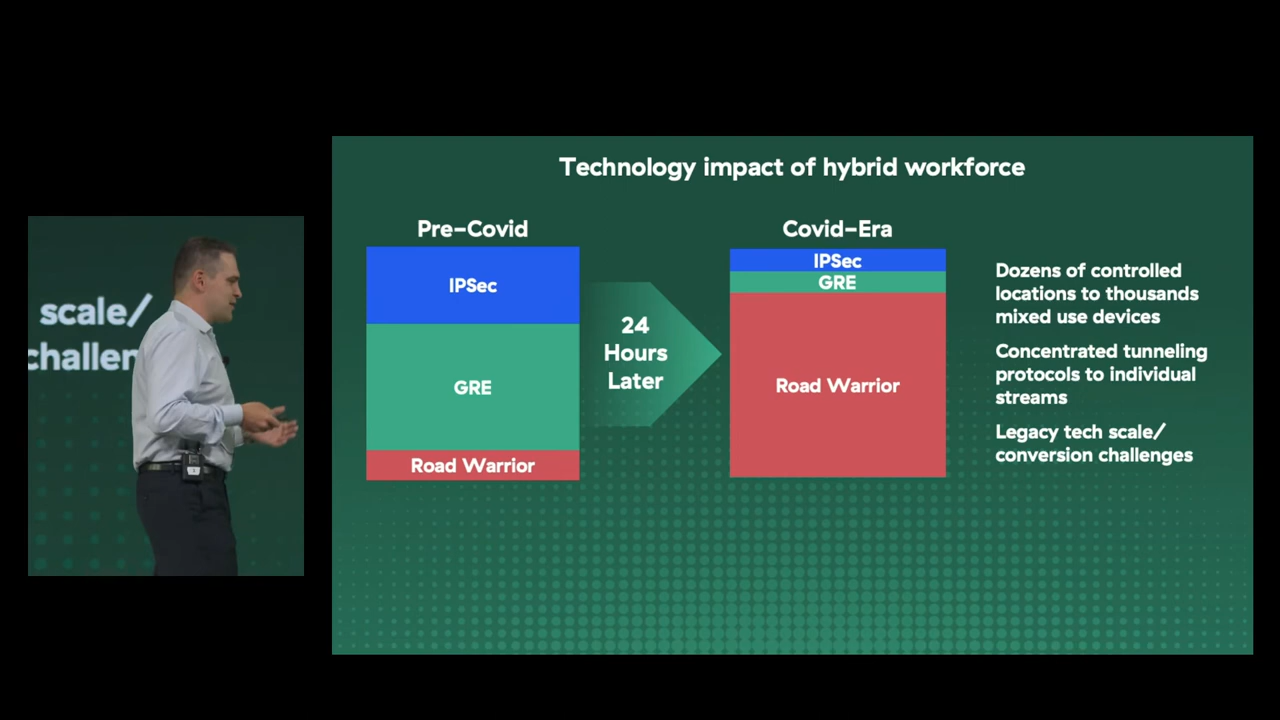 scale/
challen
Technology impact of hybrid workforce
Pre-Covid
IPSec
GRE
Road Warrior
24
Hours
Later
Covid-Era
IPSec
GRE
Road Warrior
Dozens of controlled
locations to thousands
mixed use devices
Concentrated tunneling
protocols to individual
streams
Legacy tech scale/
conversion challenges